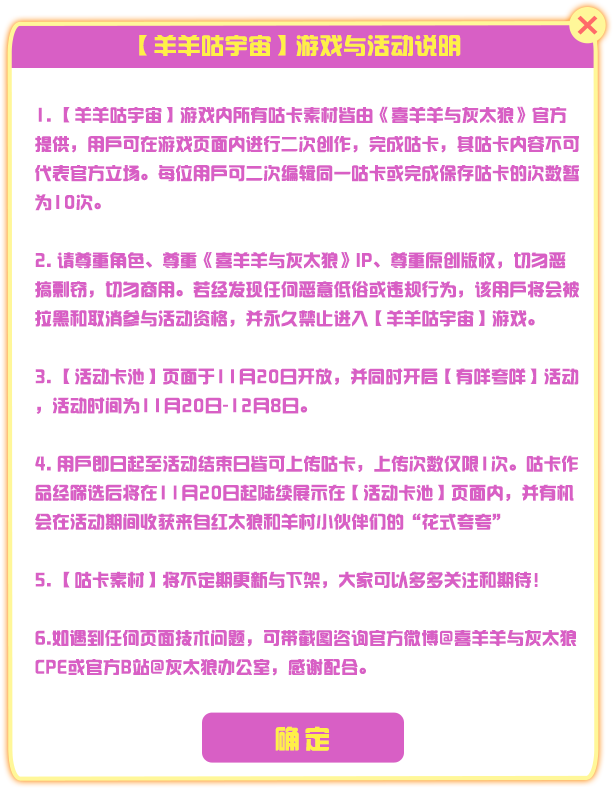 【羊羊咕宇宙】游戏与活动说明
1.【羊羊咕宇宙】游戏内所有咕卡素材皆由《喜羊羊与灰太狼》官方
提供，用户可在游戏页面内进行二次创作，完成咕卡，其咕卡内容不可
代表官方立场。每位用户可二次编辑同一咕卡或完成保存咕卡的次数暂
为10次。
2. 请尊重角色、尊重《喜羊羊与灰太狼》IP、尊重原创版权，切勿恶
搞剽窃，切勿商用。若经发现任何恶意低俗或违规行为，该用户将会被
拉黑和取消参与活动资格，并永久禁止进入【羊羊咕宇宙】游戏。
3. 【活动卡池】页面于11月20日开放，并同时开启【有咩夸咩】活动
，活动时间为11月20日-12月8日。
4. 用户即日起至活动结束日皆可上传咕卡，上传次数仅限1次。咕卡作
品经筛选后将在11月20日起陆续展示在【活动卡池】页面内，并有机
会在活动期间收获来自红太狼和羊村小伙伴们的“花式夸夸”
5. 【咕卡素材】将不定期更新与下架，大家可以多多关注和期待！
6.如遇到任何页面技术问题，可带截图咨询官方微博@喜羊羊与灰太狼
CPE或官方B站@灰太狼办公室，感谢配合。
确定